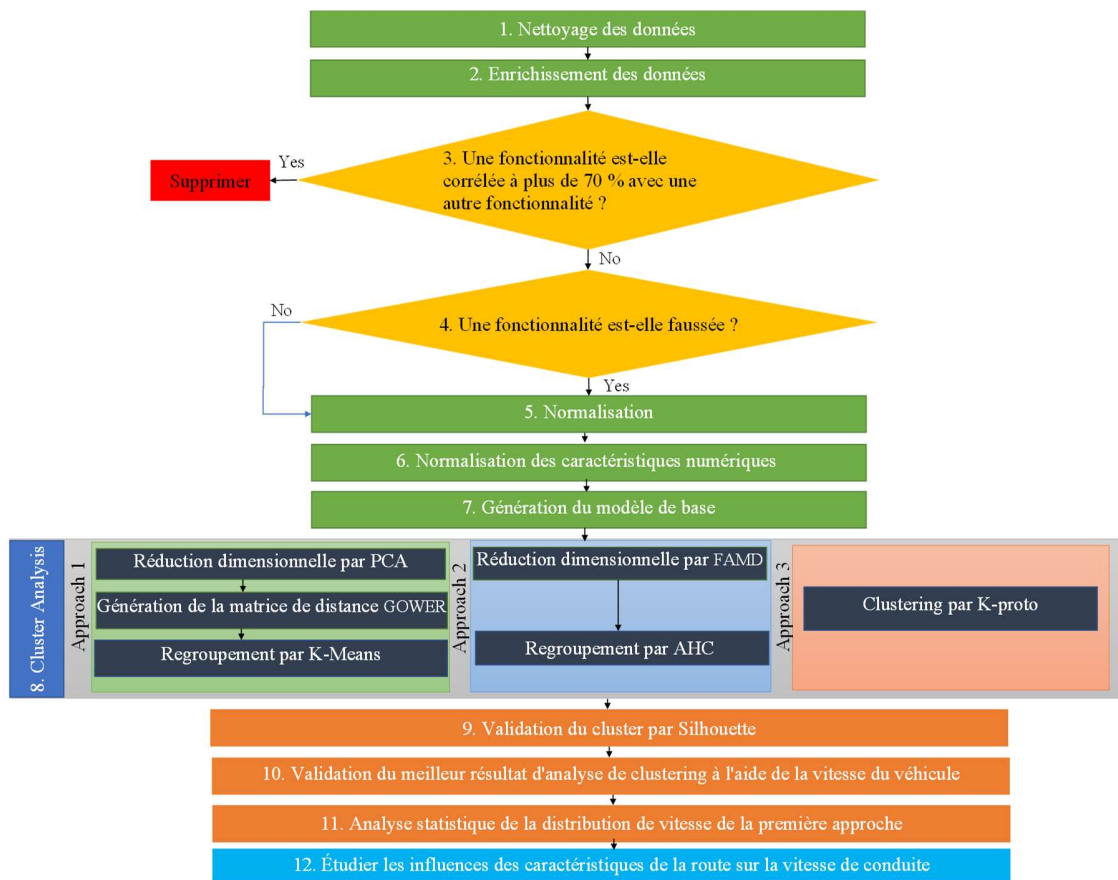 1. Nettoyage des données
2. Enrichissement des données
3. Une fonctionnalité est-elle
corrélée à plus de 70 % avec une
autre fonctionnalité ?
Yes
Supprimer
No
4. Une fonctionnalité est-elle faussée ?
No
Yes
5. Normalisation
6. Normalisation des caractéristiques numériques
7. Génération du modèle de base
8. Cluster Analysis
Approach 1
Réduction dimensionnelle par PCA
Génération de la matrice de distance GOWER
Regroupement par K-Means
Approach 2
Réduction dimensionnelle par FAMD
Regroupement par AHC
Approach 3
Clustering par K-proto
9. Validation du cluster par Silhouette
10. Validation du meilleur résultat d'analyse de clustering à l'aide de la vitesse du véhicule
11. Analyse statistique de la distribution de vitesse de la première approche
12. Étudier les influences des caractéristiques de la route sur la vitesse de conduite